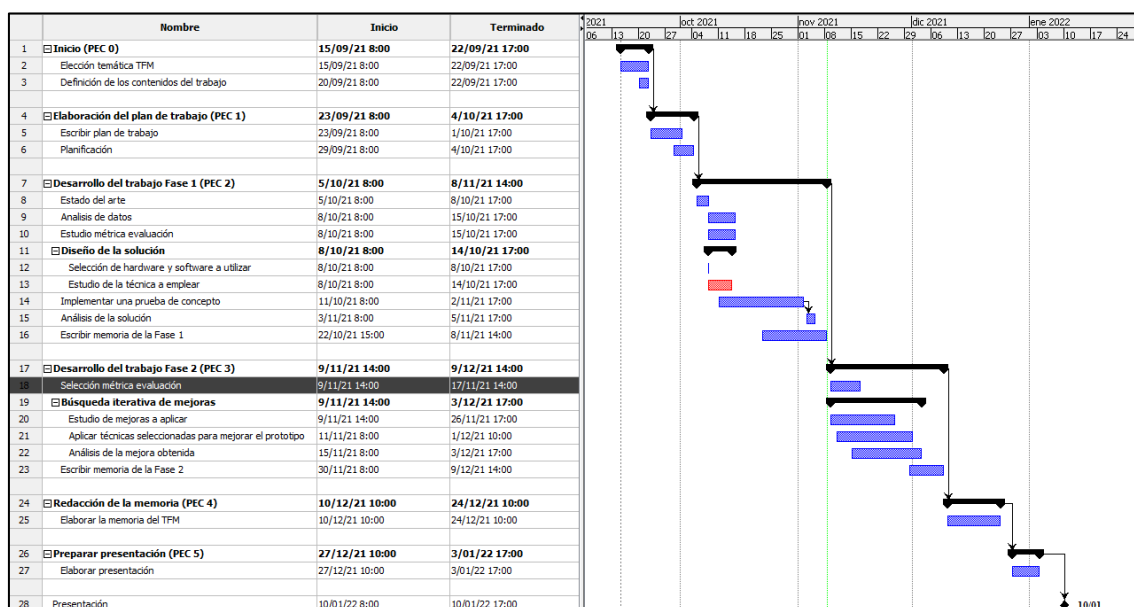 Nombre Inicio Terminado
2021 oct 2021 nov 2021 dic 2021 ene 2022
06 13 20 27 04 11 18 25 01 08 15 22 29 06 13 20 27 03 10 17 24
1 Inicio (PEC 0) 15/09/21 8:00 22/09/21 17:00
2 Elección temática TFM 15/09/21 8:00 22/09/21 17:00
3 Definición de los contenidos del trabajo 20/09/21 8:00 22/09/21 17:00
4 Elaboración del plan de trabajo (PEC 1) 23/09/21 8:00 4/10/21 17:00
5 Escribir plan de trabajo 23/09/21 8:00 1/10/21 17:00
6 Planificación 29/09/21 8:00 4/10/21 17:00
7 Desarrollo del trabajo Fase 1 (PEC 2) 5/10/21 8:00 8/11/21 14:00
8 Estado del arte 5/10/21 8:00 8/10/21 17:00
9 Analisis de datos 8/10/21 8:00 15/10/21 17:00
10 Estudio métrica evaluación 8/10/21 8:00 15/10/21 17:00
11 Diseño de la solución 8/10/21 8:00 14/10/21 17:00
12 Selección de hardware y software a utilizar 8/10/21 8:00 8/10/21 17:00
13 Estudio de la técnica a emplear 8/10/21 8:00 14/10/21 17:00
14 Implementar una prueba de concepto 11/10/21 8:00 2/11/21 17:00
15 Análisis de la solución 3/11/21 8:00 5/11/21 17:00
16 Escribir memoria de la Fase 1 22/10/21 15:00 8/11/21 14:00
17 Desarrollo del trabajo Fase 2 (PEC 3) 9/11/21 14:00 9/12/21 14:00
18 Selección métrica evaluación 9/11/21 14:00 17/11/21 14:00
19 Búsqueda iterativa de mejoras 9/11/21 14:00 3/12/21 17:00
20 Estudio de mejoras a aplicar 9/11/21 14:00 26/11/21 17:00
21 Aplicar técnicas seleccionadas para mejorar el prototipo 11/11/21 8:00 1/12/21 10:00
22 Análisis de la mejora obtenida 15/11/21 8:00 3/12/21 17:00
23 Escribir memoria de la Fase 2 30/11/21 8:00 9/12/21 14:00
24 Redacción de la memoria (PEC 4) 10/12/21 10:00 24/12/21 10:00
25 Elaborar la memoria del TFM 10/12/21 10:00 24/12/21 10:00
26 Preparar presentación (PEC 5) 27/12/21 10:00 3/01/22 17:00
27 Elaborar presentación 27/12/21 10:00 3/01/22 17:00
28 Presentación 10/01/22 8:00 10/01/22 17:00 10/01